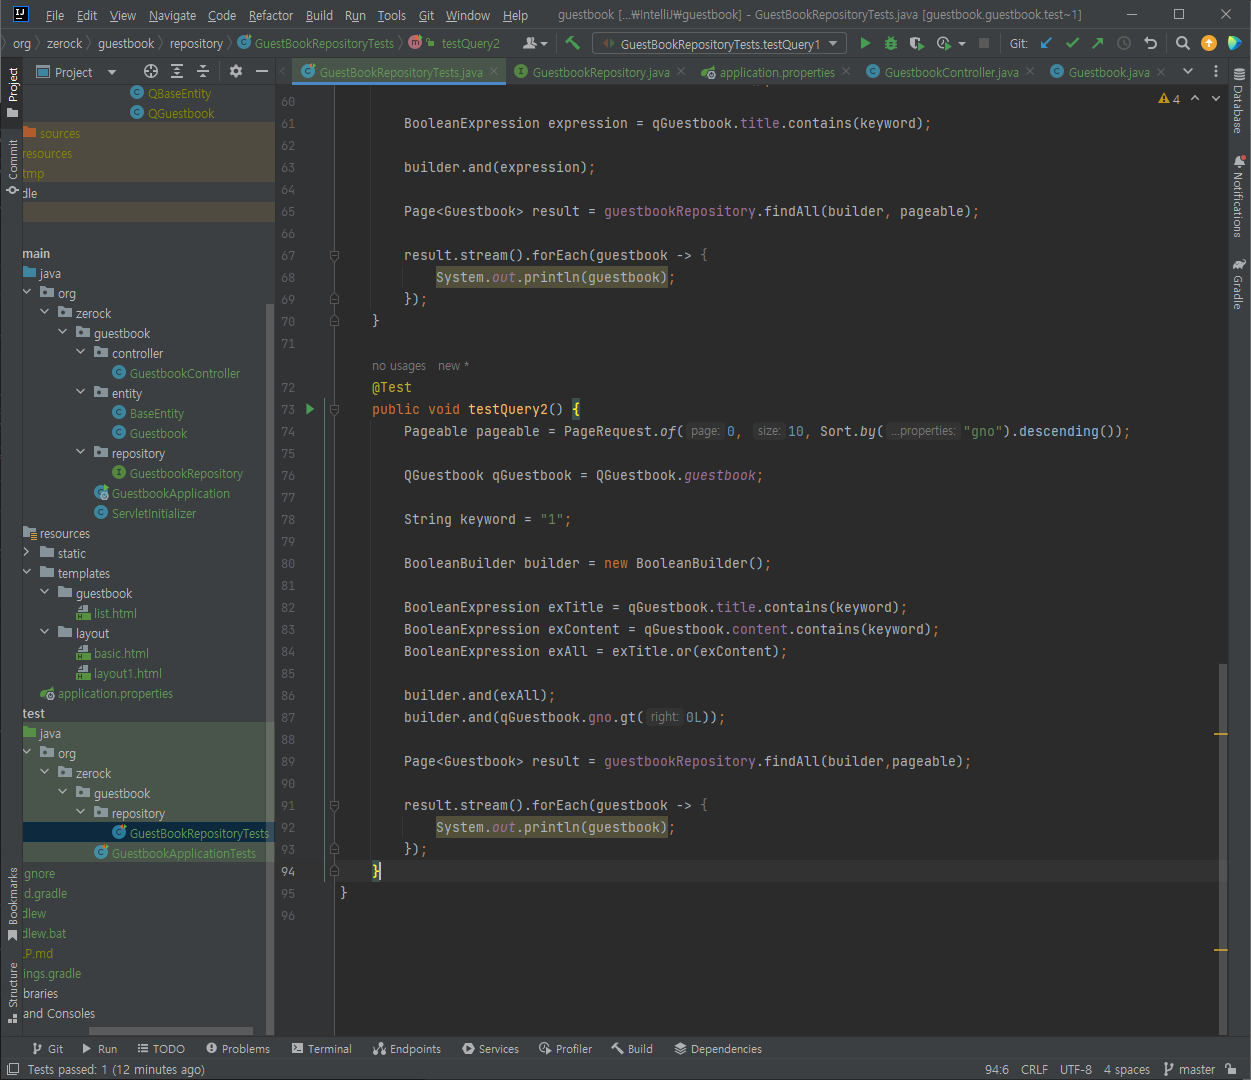 File Edit View Navigate Code Refactor Build Run Tools Git Window Help guestbook [...₩IntelliJ₩guestbook] - GuestBookRepositoryTests.java [guestbook.guestbook.test~1]
org zerock guestbook repository GuestBookRepositoryTests testQuery2 GuestBookRepositoryTests.testQuery1 Git:
Project GuestBookRepositoryTests.java GuestbookRepository.java application.properties GuestbookController.java Guestbook.java
Project
Commit
Bookmarks
Structure
QBaseEntity
QGuestbook
sources
resources
tmp
dle
main
java
org
zerock
guestbook
controller
GuestbookController
entity
BaseEntity
Guestbook
repository
GuestbookRepository
GuestbookApplication
ServletInitializer
resources
static
templates
guestbook
list.html
layout
basic.html
layout1.html
application.properties
test
java
org
zerock
guestbook
repository
GuestBookRepositoryTests
GuestbookApplicationTests
gnore
d.gradle
dlew
dlew.bat
LP.md
ings.gradle
braries
and Consoles
4
60
61 BooleanExpression expression = qGuestbook.title.contains(keyword);
62
63 builder.and(expression);
64
65 Page<Guestbook> result = guestbookRepository.findAll(builder, pageable);
66
67 result.stream().forEach(guestbook -> {
68 System.out.println(guestbook);
69 });
70 }
71
no usages new *
72 @Test
73 public void testQuery2() {
74 Pageable pageable = PageRequest.of( page: 0, size: 10, Sort.by( ...properties: "gno").descending());
75
76 QGuestbook qGuestbook = QGuestbook.guestbook;
77
78 String keyword = "1";
79
80 BooleanBuilder builder = new BooleanBuilder();
81
82 BooleanExpression exTitle = qGuestbook.title.contains(keyword);
83 BooleanExpression exContent = qGuestbook.content.contains(keyword);
84 BooleanExpression exAll = exTitle.or(exContent);
85
86 builder.and(exAll);
87 builder.and(qGuestbook.gno.gt( right: 0L));
88
89 Page<Guestbook> result = guestbookRepository.findAll(builder,pageable);
90
91 result.stream().forEach(guestbook -> {
92 System.out.println(guestbook);
93 });
94 }
95 }
96
Database
Notifications
Gradle
Git Run TODO Problems Terminal Endpoints Services Profiler Build Dependencies
Tests passed: 1 (12 minutes ago) 94:6 CRLF UTF-8 4 spaces master